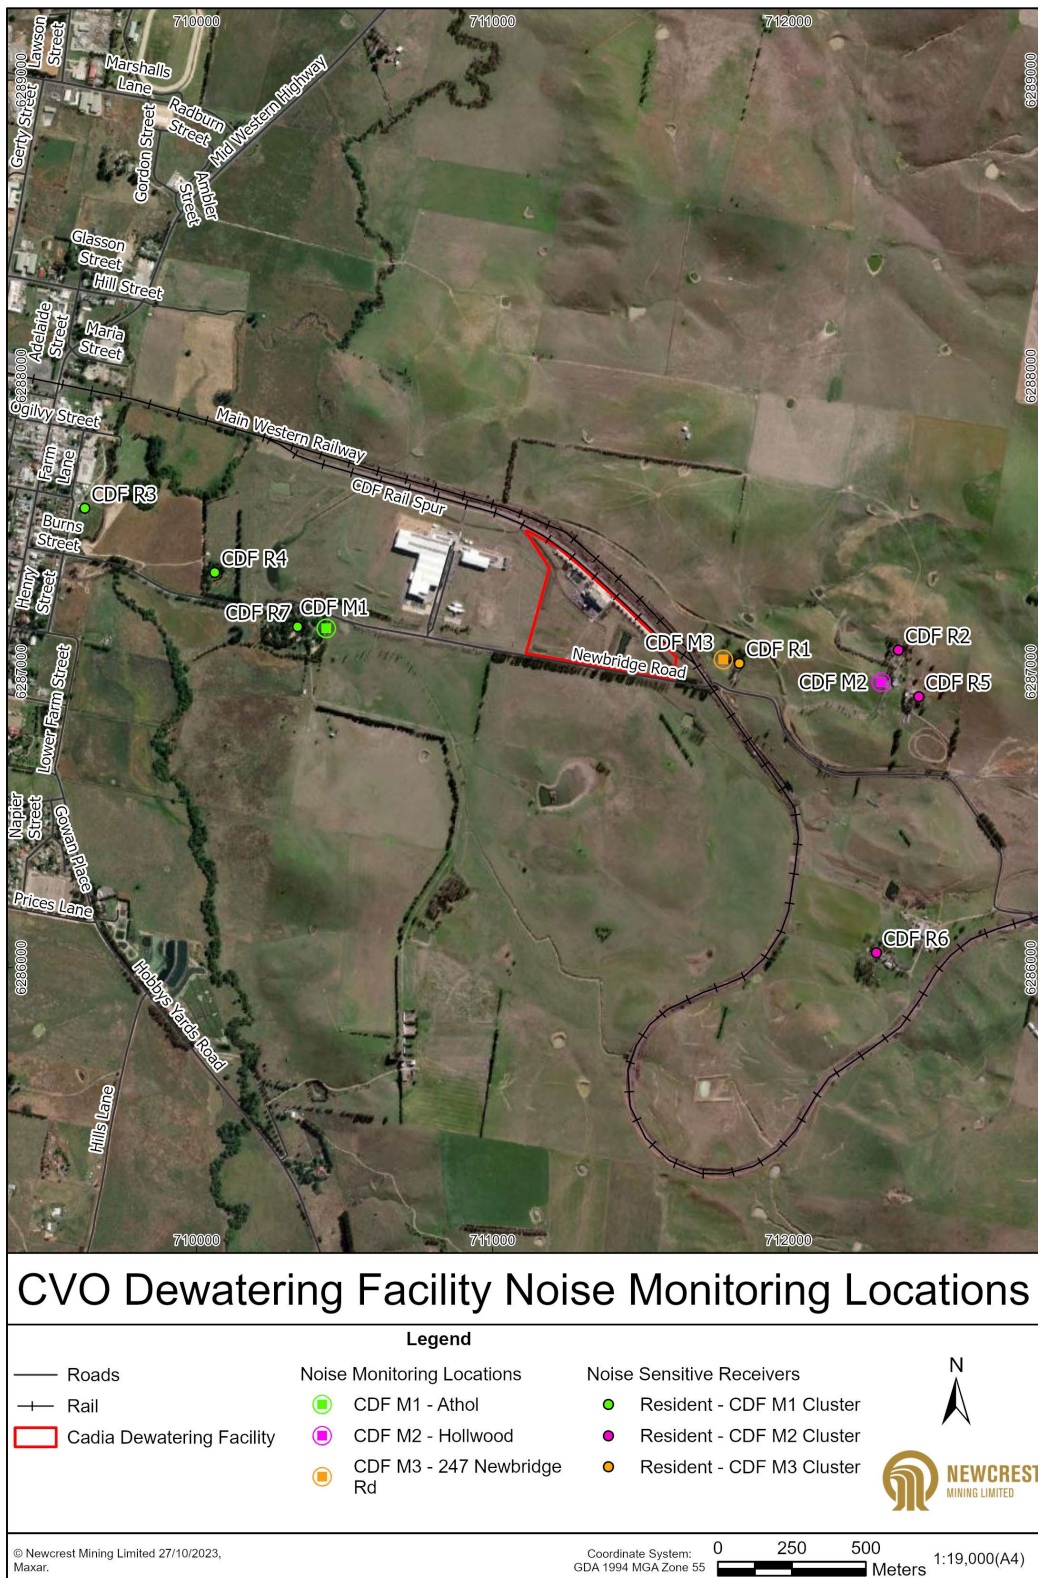 710000
711000
712000
Lawson
Street
6289000
6289000
Marshalls
Lane
Radburn
Street
Mid Western Highway
Gerty Street
Gordon Street
Ambler
Street
Glasson
Street
Hill Street
Adelaide
Street
Maria
Street
6288000
6288000
Ogilvy Street
Main Western Railway
CDF Rail Spur
Farm
Lane
CDF R3
Burns
Street
Henry
Street
CDF R4
CDF R7
CDF M1
CDF M3
CDF R1
CDF R2
Newbridge Road
CDF M2
CDF R5
6287000
6287000
Lower Farm Street
Napier
Street
Gowan Place
Prices Lane
CDF R6
6286000
6286000
Hobbys Yards Road
Hills Lane
710000
711000
712000
CVO Dewatering Facility Noise Monitoring Locations
Legend
Roads
Rail
Cadia Dewatering Facility
Noise Monitoring Locations
CDF M1 - Athol
CDF M2 - Hollwood
CDF M3 - 247 Newbridge
Rd
Noise Sensitive Receivers
Resident - CDF M1 Cluster
Resident - CDF M2 Cluster
Resident - CDF M3 Cluster
N
NEWCREST
MINING LIMITED
© Newcrest Mining Limited 27/10/2023,
Maxar.
Coordinate System:
GDA 1994 MGA Zone 55
0 250 500
Meters
1:19,000(A4)